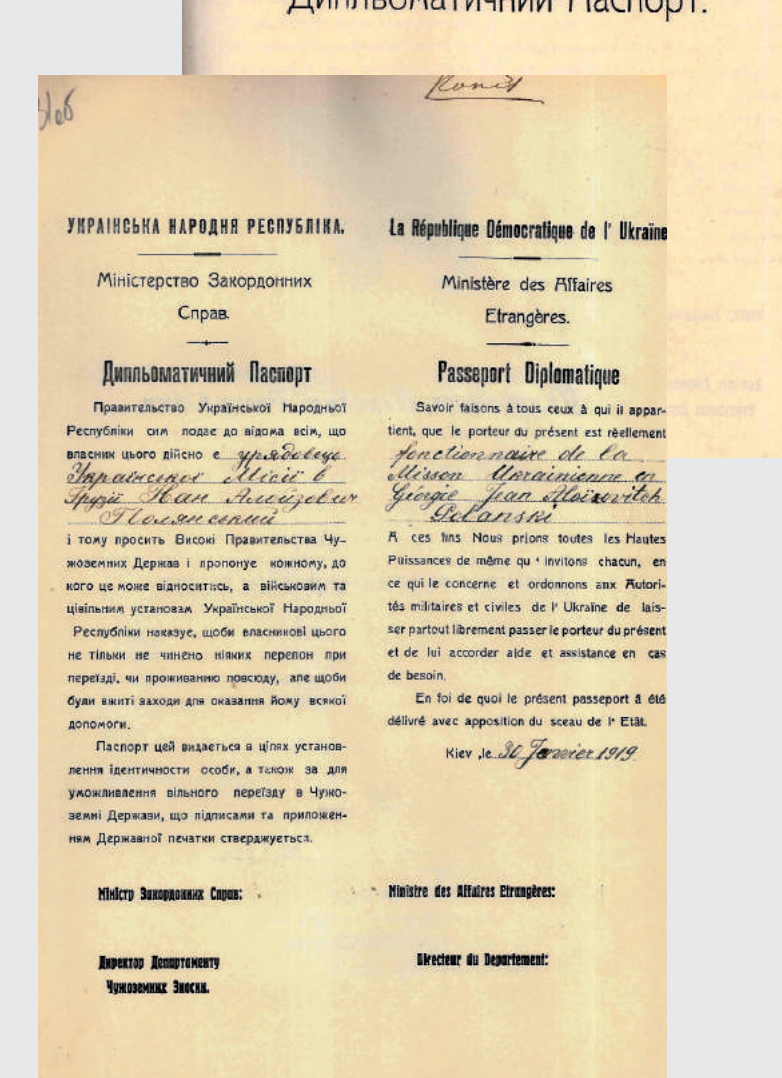 Дипльоматичний Паспорт.
УКРАІНСЬКА НАРОДНЯ РЕСПУБЛІКА.
Міністерство Закордонних
Справ.
Дипльоматичний Паспорт
Правительство Української Народньої
Республіки сим подає до відома всім, що
власник цього дійсно є урядовець
Української Місії в
Грузії Ян Алойзович
Полянський
і тому просить Високі Правительства Чу-
жоземних Держав і пропонує кожному, до
кого це може відноситись, а військовим та
цівільним установам Української Народньої
Республіки наказує, щоби власникові цього
не тільки не чинено ніяких перепон при
переїзді, чи проживанню повсюду, але щоби
були вжиті заходи для оказання йому всякої
допомоги.
Паспорт цей видається в цілях установ-
лення ідентичности особи, а також за для
уможливлення вільного переїзду в Чужо-
земні Держави, що підписами та приложен-
ням Державної печатки стверджується.
Міністр Закордонних Справ:
Директор Департаменту
Чужоземних Зносин.
La République Démocratique de l' Ukraine
Ministère des Affaires
Etrangères.
Passeport Diplomatique
Savoir faisons à tous ceux à qui il appar-
tient, que le porteur du présent est rèellement
fonctionnaire de la
Misson Ukrainienne en
Géorgie Jean Aloizovitch
Polanski
A ces fins Nous prions toutes les Hautes
Puissances de même qu ' invitons chacun, en
ce qui le concerne et ordonnons aux Autori-
tés militaires et civiles de l' Ukraine de lais-
ser partout librement passer le porteur du présent
et de lui accorder aide et assistance en cas
de besoin.
En foi de quoi le présent passeport â été
délivré avec apposition du sceau de l' Etât.
Kiev ,le 30 Janvier 1919
Ministre des Affaires Etrangères:
Directeur du Departement: